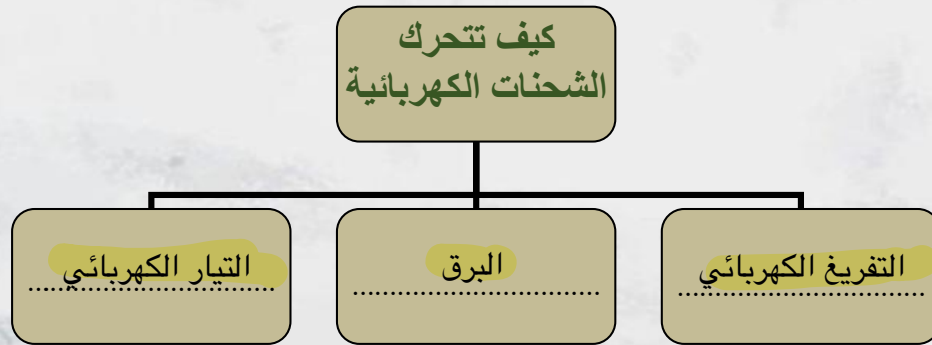 كيف تتحرك
الشحنات الكهربائية
التفريغ الكهربائي
البرق
التيار الكهربائي